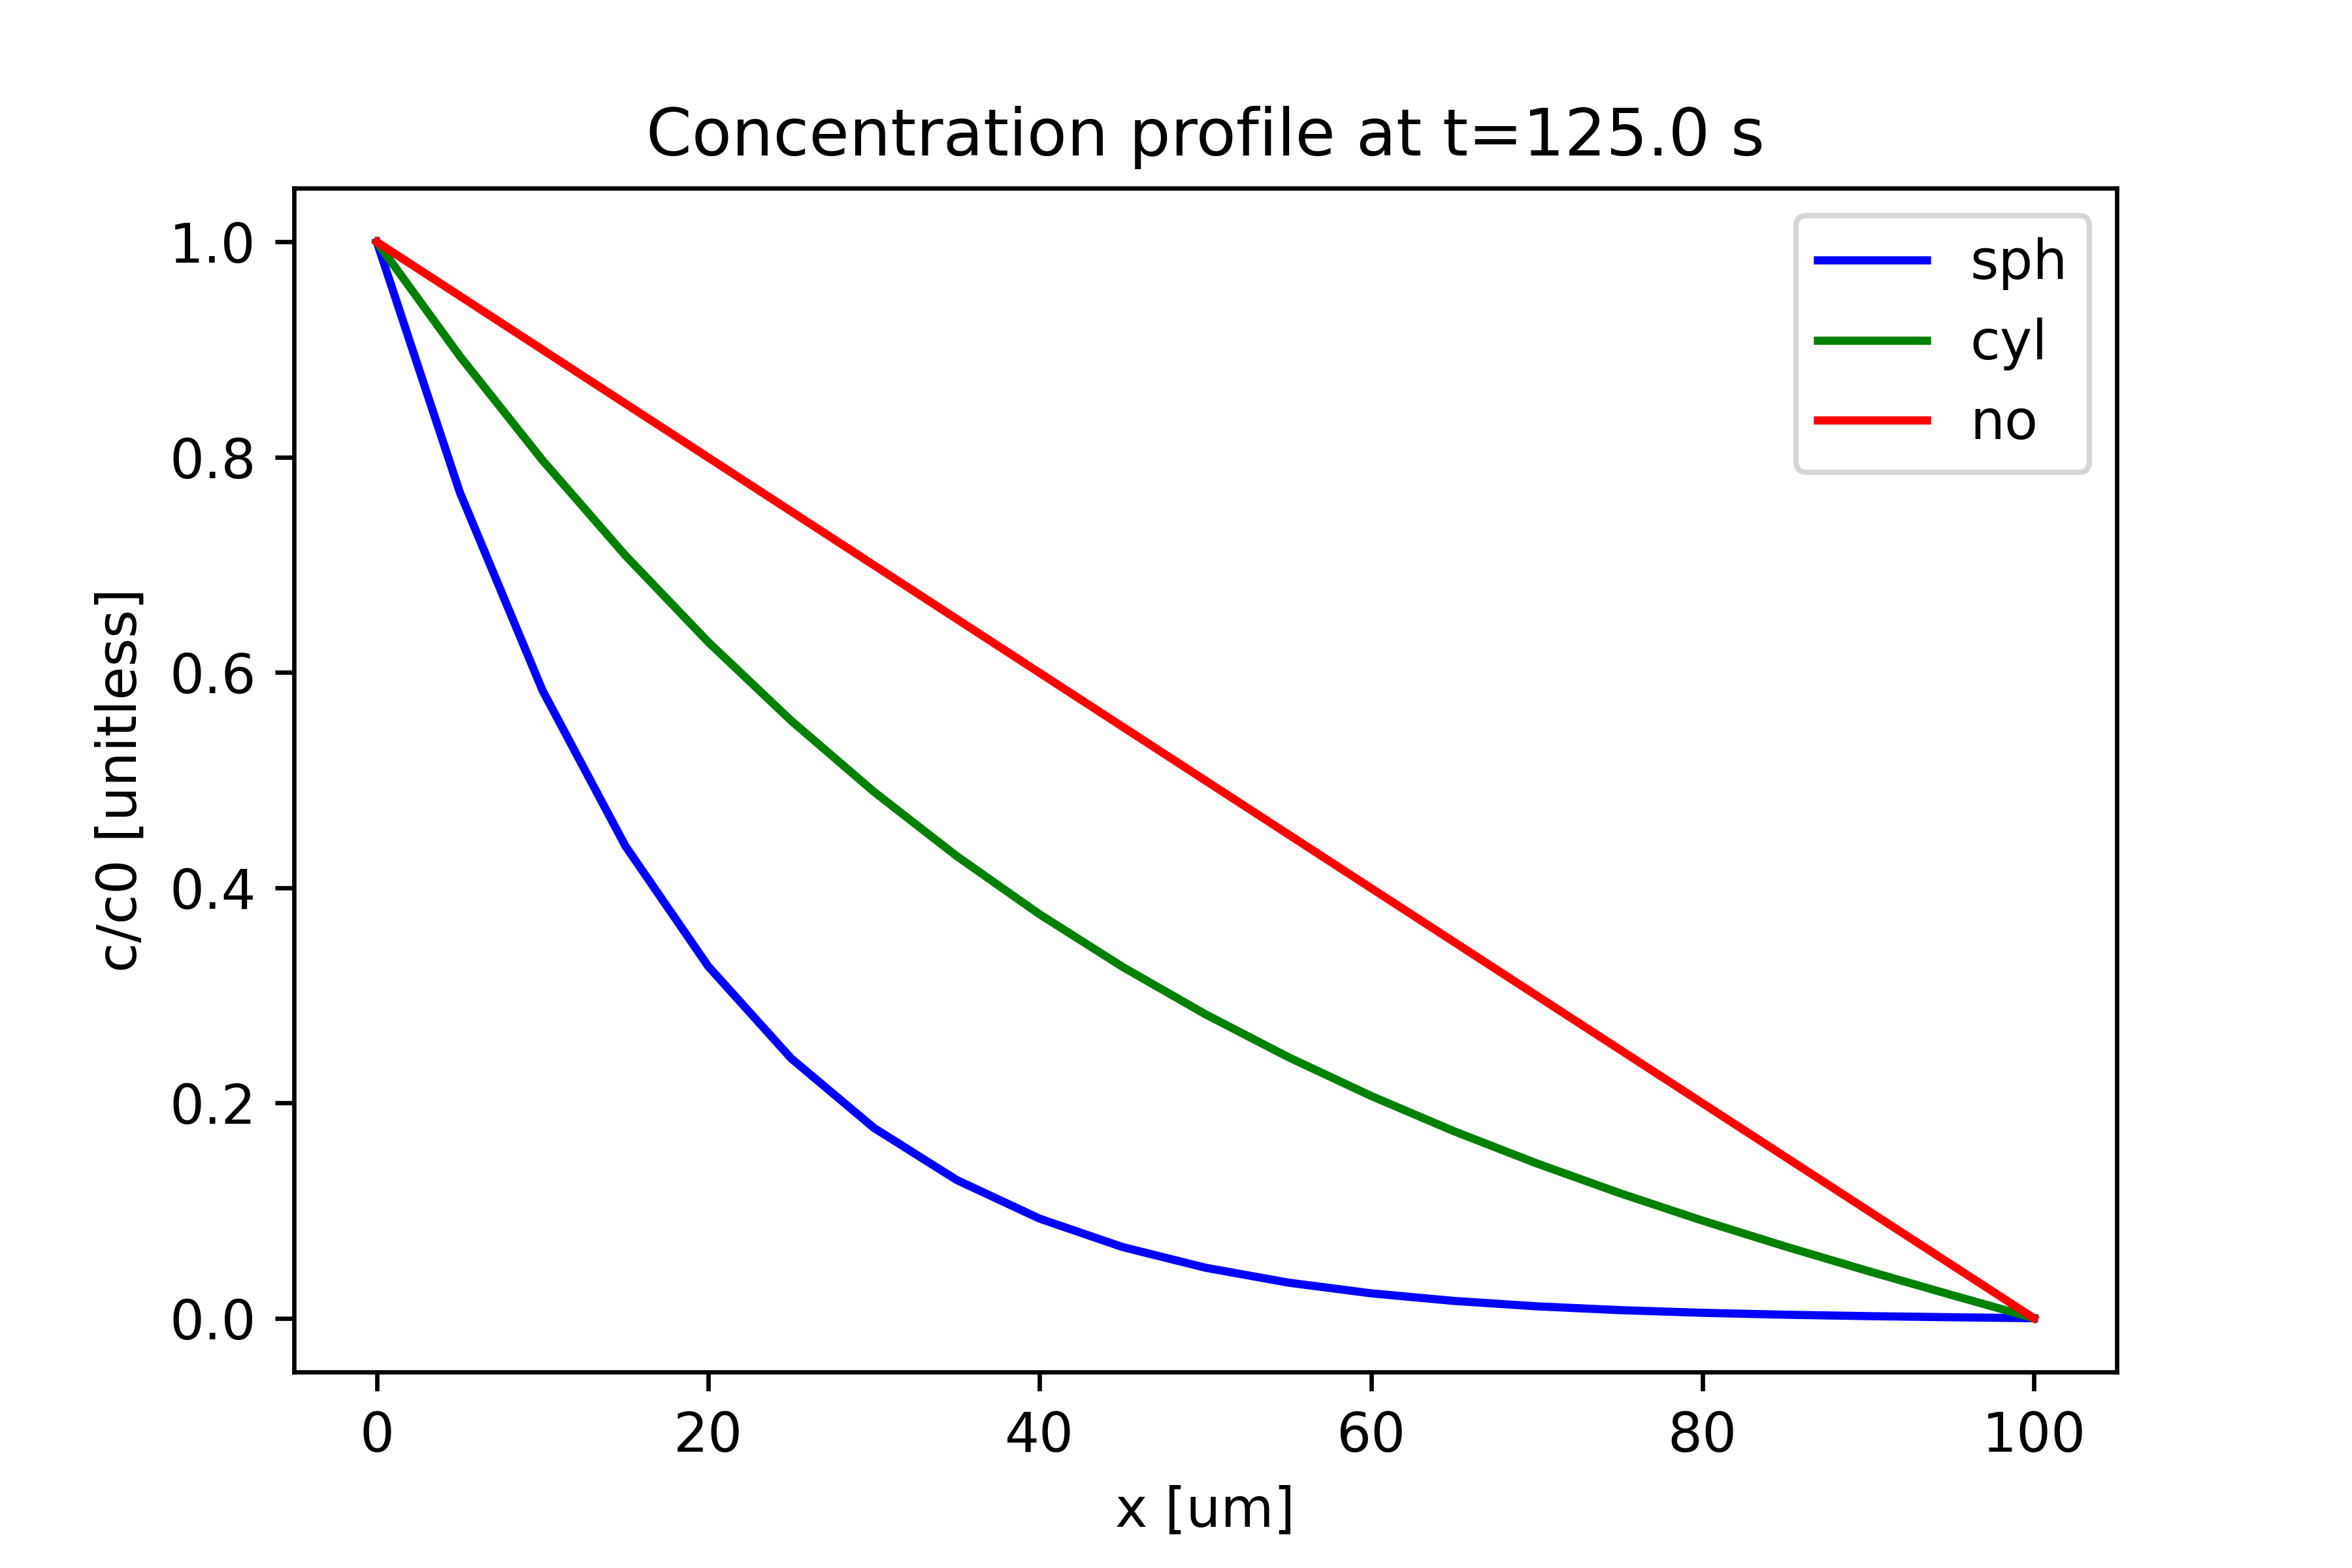 Concentration profile at t=125.0 s
sph
cyl
no
c/c0 [unitless]
1.0
0.8
0.6
0.4
0.2
0.0
0 20 40 60 80 100
x [um]